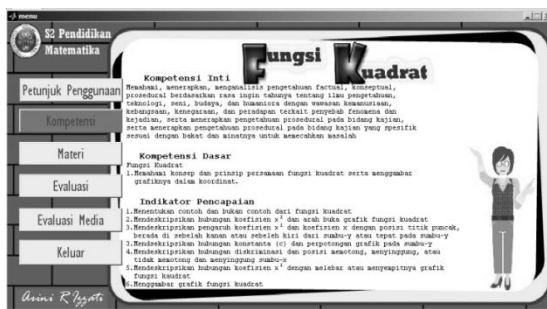 menu
S2 Pendidikan
Matematika
Petunjuk Penggunaan
Kompetensi
Materi
Evaluasi
Evaluasi Media
Keluar
Arini R Izzati
Fungsi Kuadrat
Kompetensi Inti
Memahami, menerapkan, menganalisis pengetahuan factual, konseptual,
prosedural berdasarkan rasa ingin tahunya tentang ilmu pengetahuan,
teknologi, seni, budaya, dan humaniora dengan wawasan kemanusiaan,
kebangsaan, kenegaraan, dan peradapan terkait penyebab fenomena dan
kejadian, serta menerapkan pengetahuan prosedural pada bidang kajian,
serta menerapkan pengetahuan prosedural pada bidang kajian yang spesifik
sesuai dengan bakat dan minatnya untuk memecahkan masalah
Kompetensi Dasar
Fungsi Kuadrat
1.Memahami konsep dan prinsip persamaan fungsi kuadrat serta menggambar
grafiknya dalam koordinat.
Indikator Pencapaian
1.Menentukan contoh dan bukan contoh dari fungsi kuadrat
2.Mendeskripsikan hubungan koefisien x² dan arah buka grafik fungsi kuadrat
3.Mendeskripsikan pengaruh koefisien x² dan koefisien x dengan posisi titik puncak,
berada di sebelah kanan atau sebelah kiri dari sumbu-y atau tepat pada sumbu-y
2.Mendeskripsikan hubungan konstanta (c) dan perpotongan grafik pada sumbu-y
4.Mendeskripsikan hubungan diskriminan dan posisi memotong, menyinggung, atau
tidak memotong dan menyinggung sumbu-x
5.Mendeskripsikan hubungan koefisien x² dengan melebar atau menyempitnya grafik
fungsi kuadrat
6.Menggambar grafik fungsi kuadrat